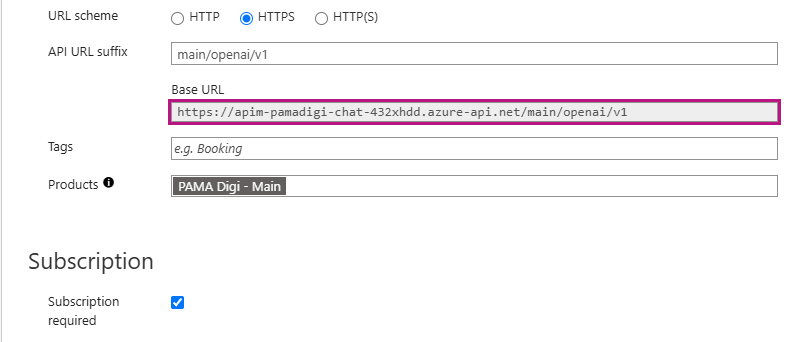 URL scheme HTTP HTTPS HTTP(S)
API URL suffix main/openai/v1
Base URL
https://apim-pamadigi-chat-432xhdd.azure-api.net/main/openai/v1
Tags e.g. Booking
Products PAMA Digi - Main
Subscription
Subscription
required